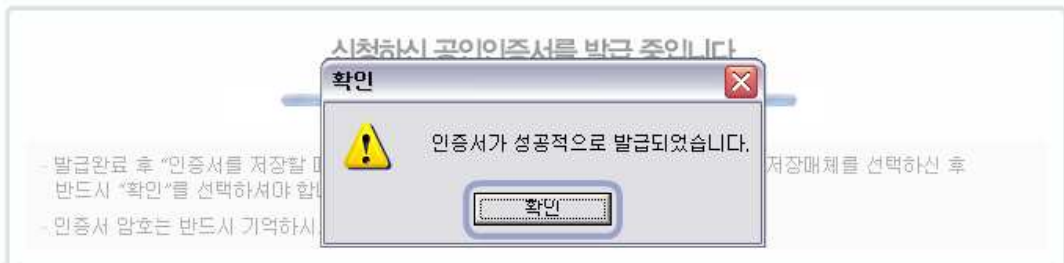 신청하신 공인인증서를 발급 중입니다
확인
인증서가 성공적으로 발급되었습니다.
확인
- 발급완료 후 "인증서를 저장할 저장매체를 선택하신 후
반드시 "확인"를 선택하셔야 합니
- 인증서 암호는 반드시 기억하시